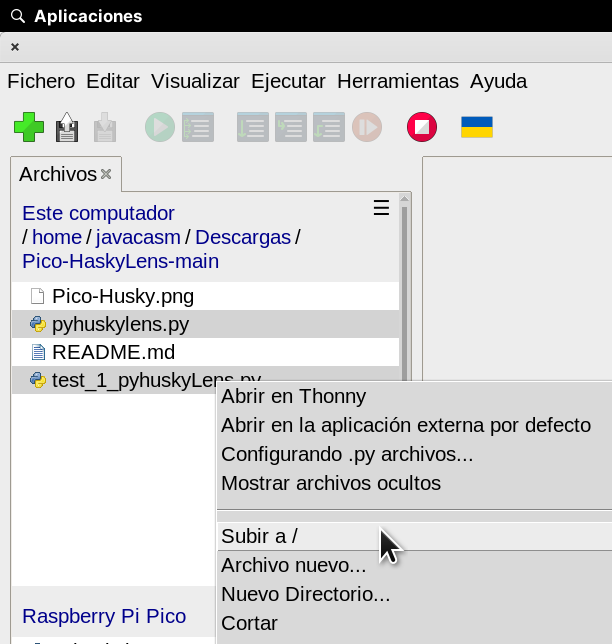 Aplicaciones
Fichero Editar Visualizar Ejecutar Herramientas Ayuda
Archivos
Este computador
/ home / javacasm / Descargas /
Pico-HaskyLens-main
Pico-Husky.png
pyhuskylens.py
README.md
test_1_pyhuskyLens.py
Abrir en Thonny
Abrir en la aplicación externa por defecto
Configurando .py archivos...
Mostrar archivos ocultos
Subir a /
Archivo nuevo...
Nuevo Directorio...
Cortar
Raspberry Pi Pico